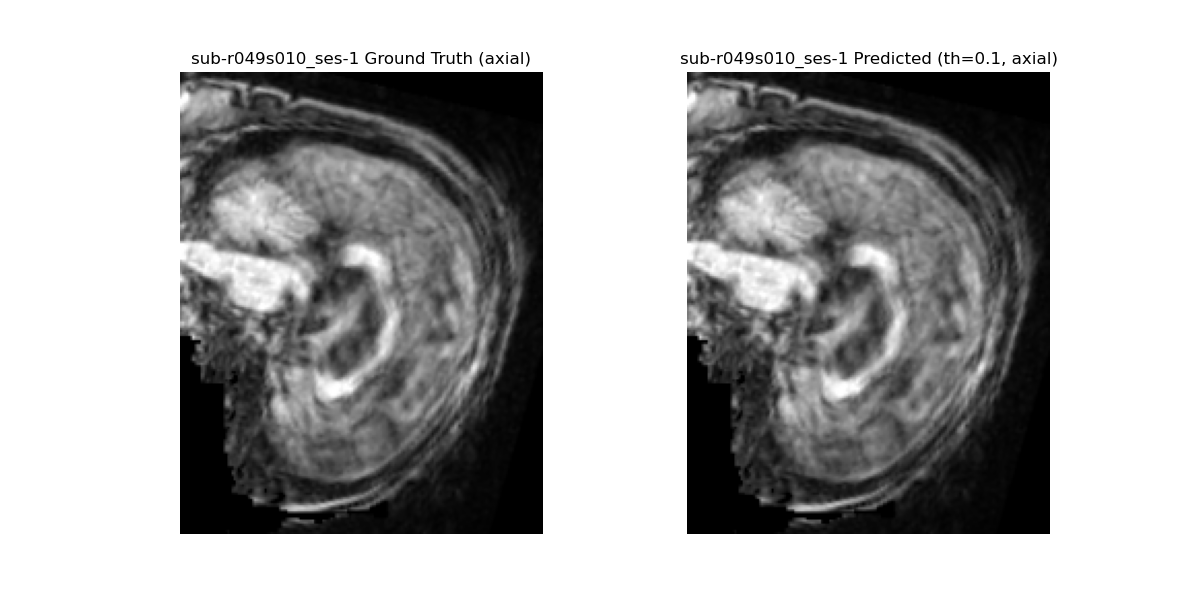 sub-r049s010_ses-1 Ground Truth (axial)
sub-r049s010_ses-1 Predicted (th=0.1, axial)